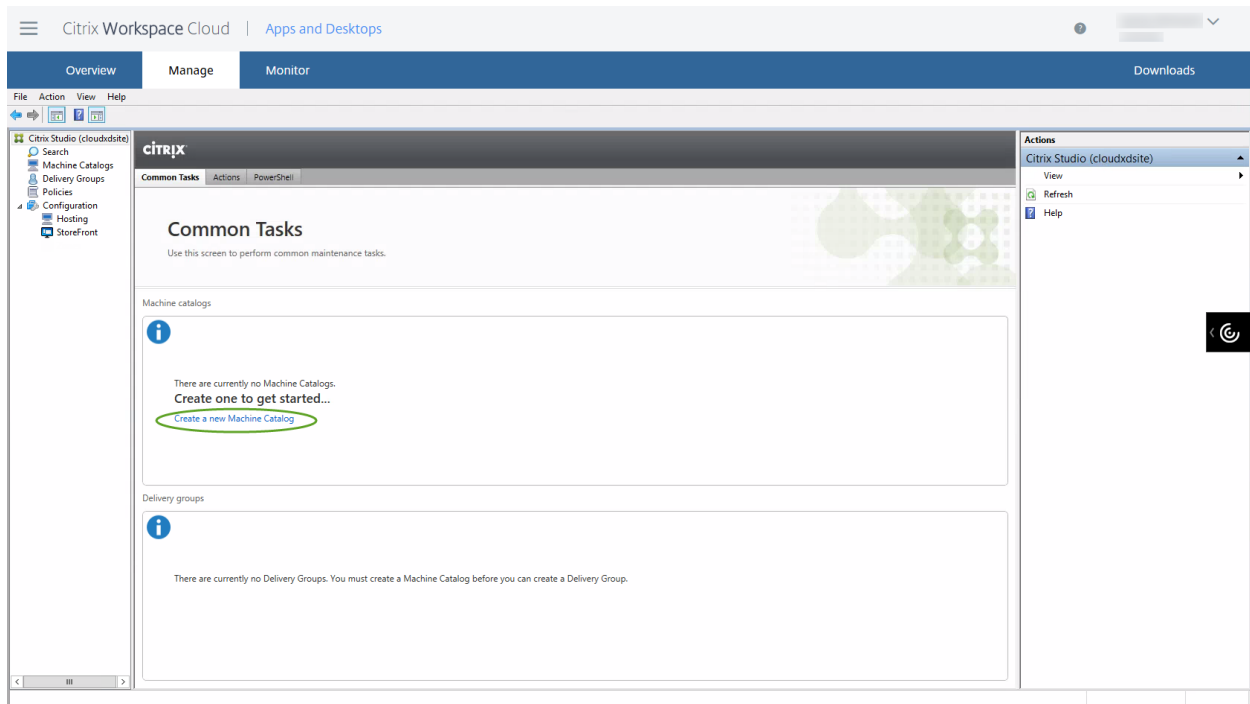 Citrix Workspace Cloud | Apps and Desktops
?
Overview Manage Monitor Downloads
File Action View Help
?
Citrix Studio (cloudxdsite)
Search
Machine Catalogs
Delivery Groups
Policies
Configuration
Hosting
StoreFront
CITRIX
Common Tasks Actions PowerShell
Common Tasks
Use this screen to perform common maintenance tasks.
Machine catalogs
i
There are currently no Machine Catalogs.
Create one to get started...
Create a new Machine Catalog
Delivery groups
i
There are currently no Delivery Groups. You must create a Machine Catalog before you can create a Delivery Group.
Actions
Citrix Studio (cloudxdsite)
View
Refresh
? Help